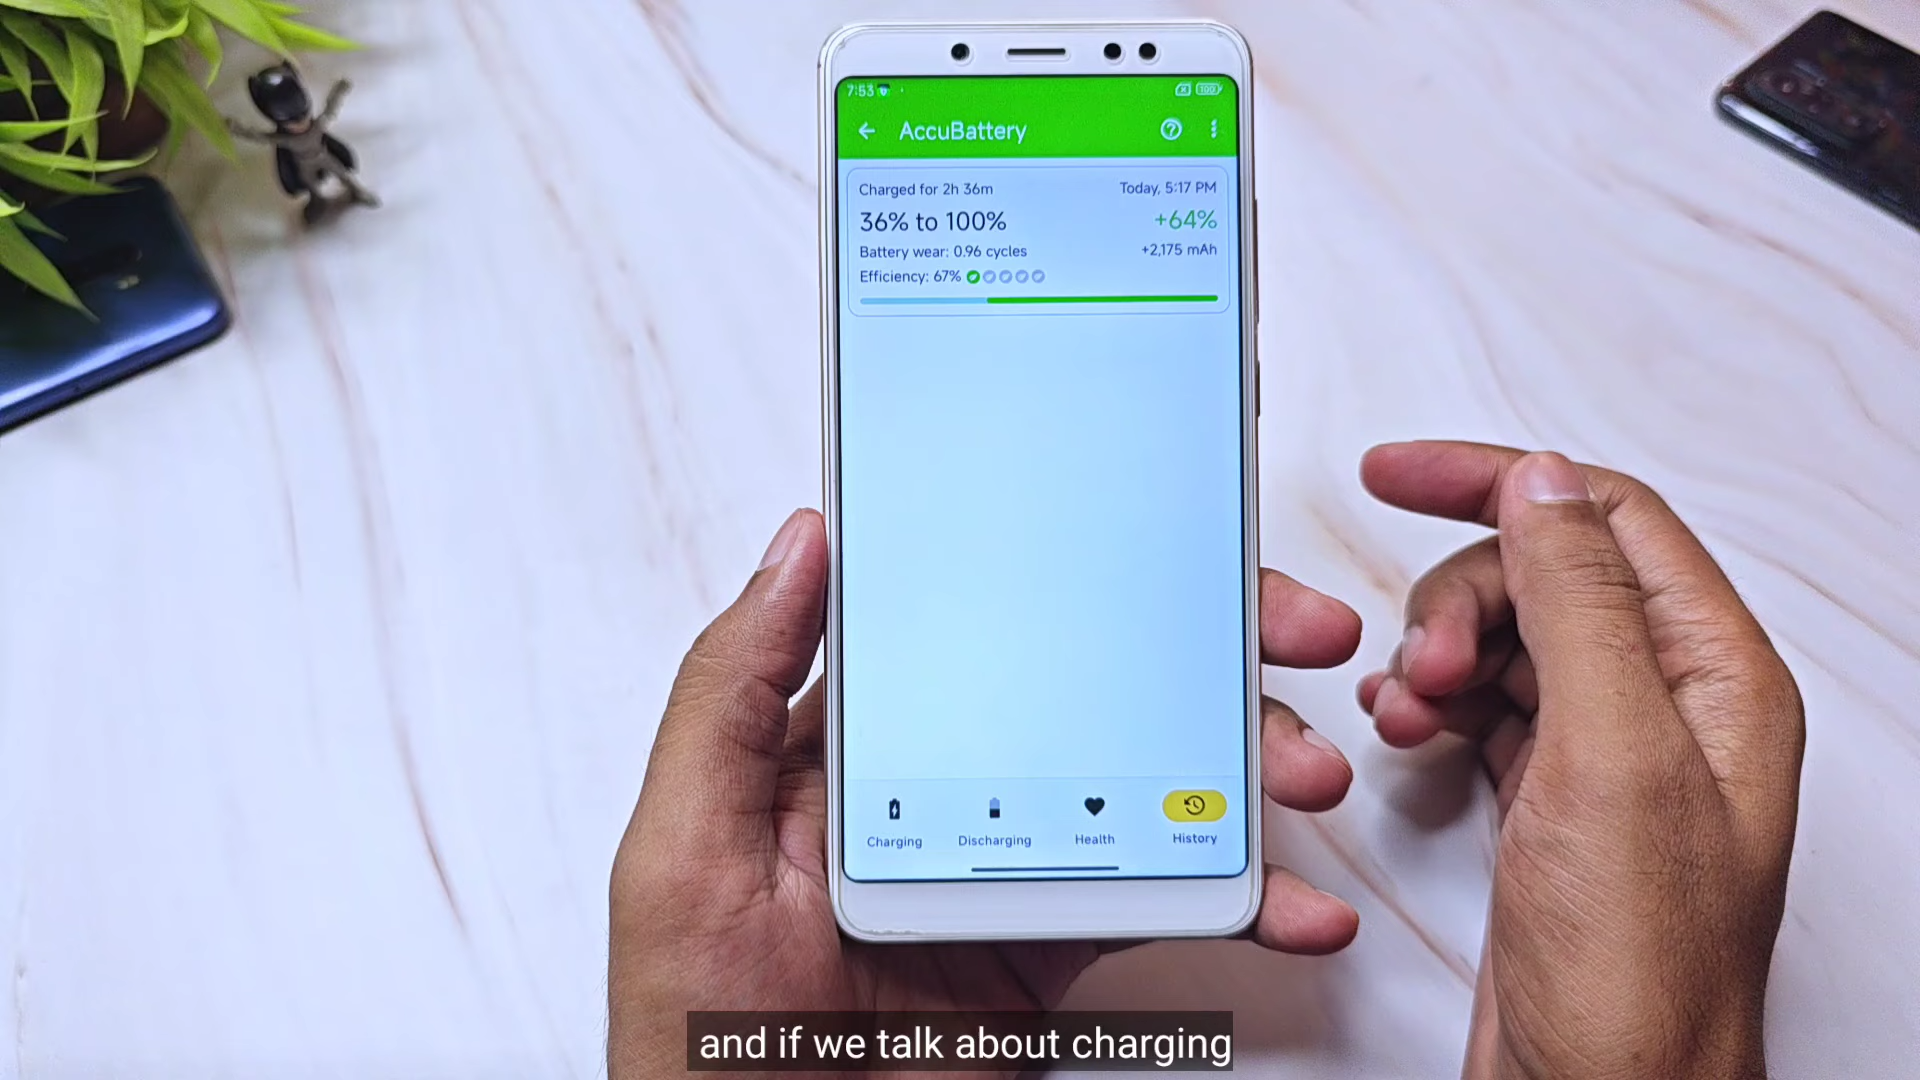 7:53
100
AccuBattery
Charged for 2h 36m
Today, 5:17 PM
36% to 100%
+64%
Battery wear: 0.96 cycles
+2,175 mAh
Efficiency: 67%
Charging
Discharging
Health
History
and if we talk about charging